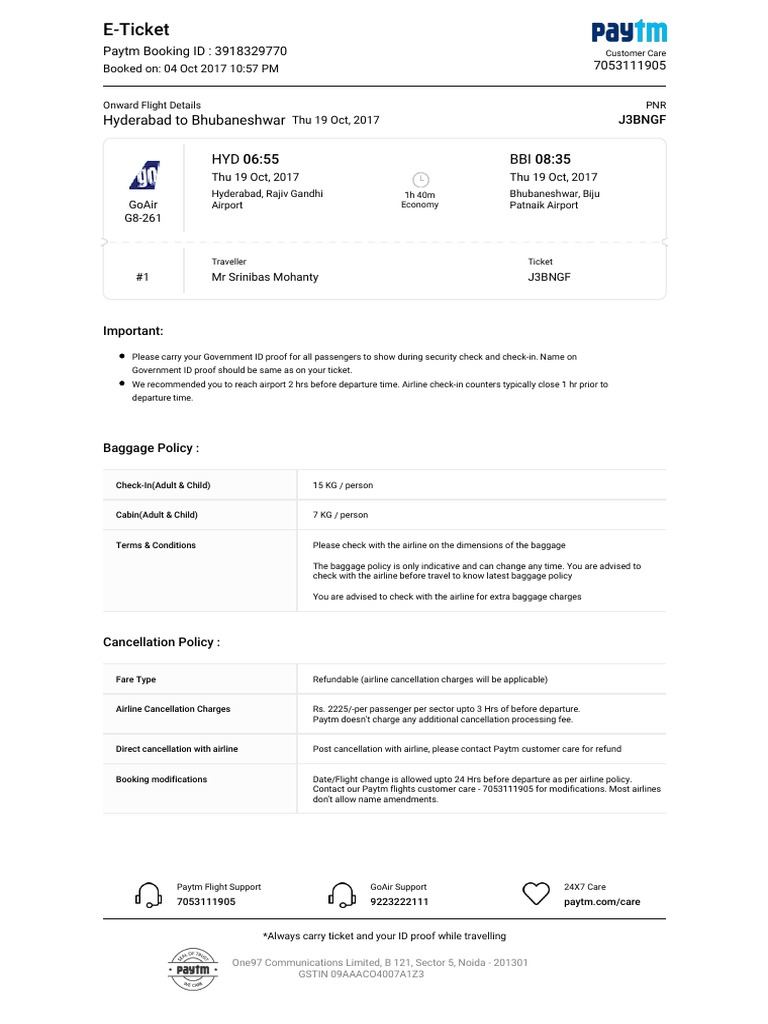 E-Ticket
Paytm Booking ID : 3918329770
Booked on: 04 Oct 2017 10:57 PM
paytm
Customer Care
7053111905
Onward Flight Details
Hyderabad to Bhubaneshwar Thu 19 Oct, 2017
PNR
J3BNGF
go
GoAir
G8-261
HYD 06:55
Thu 19 Oct, 2017
Hyderabad, Rajiv Gandhi
Airport
1h 40m
Economy
BBI 08:35
Thu 19 Oct, 2017
Bhubaneshwar, Biju
Patnaik Airport
#1
Traveller
Mr Srinibas Mohanty
Ticket
J3BNGF
Important:
Please carry your Government ID proof for all passengers to show during security check and check-in. Name on
Government ID proof should be same as on your ticket.
We recommended you to reach airport 2 hrs before departure time. Airline check-in counters typically close 1 hr prior to
departure time.
Baggage Policy :
Check-In(Adult & Child)
15 KG / person
Cabin(Adult & Child)
7 KG / person
Terms & Conditions
Please check with the airline on the dimensions of the baggage
The baggage policy is only indicative and can change any time. You are advised to
check with the airline before travel to know latest baggage policy
You are advised to check with the airline for extra baggage charges
Cancellation Policy :
Fare Type
Refundable (airline cancellation charges will be applicable)
Airline Cancellation Charges
Rs. 2225/-per passenger per sector upto 3 Hrs of before departure.
Paytm doesn't charge any additional cancellation processing fee.
Direct cancellation with airline
Post cancellation with airline, please contact Paytm customer care for refund
Booking modifications
Date/Flight change is allowed upto 24 Hrs before departure as per airline policy.
Contact our Paytm flights customer care - 7053111905 for modifications. Most airlines
don't allow name amendments.
Paytm Flight Support
7053111905
GoAir Support
9223222111
24X7 Care
paytm.com/care
*Always carry ticket and your ID proof while travelling
SEAL OF TRUST
paytm
WE CARE
One97 Communications Limited, B 121, Sector 5, Noida - 201301
GSTIN 09AAACO4007A1Z3